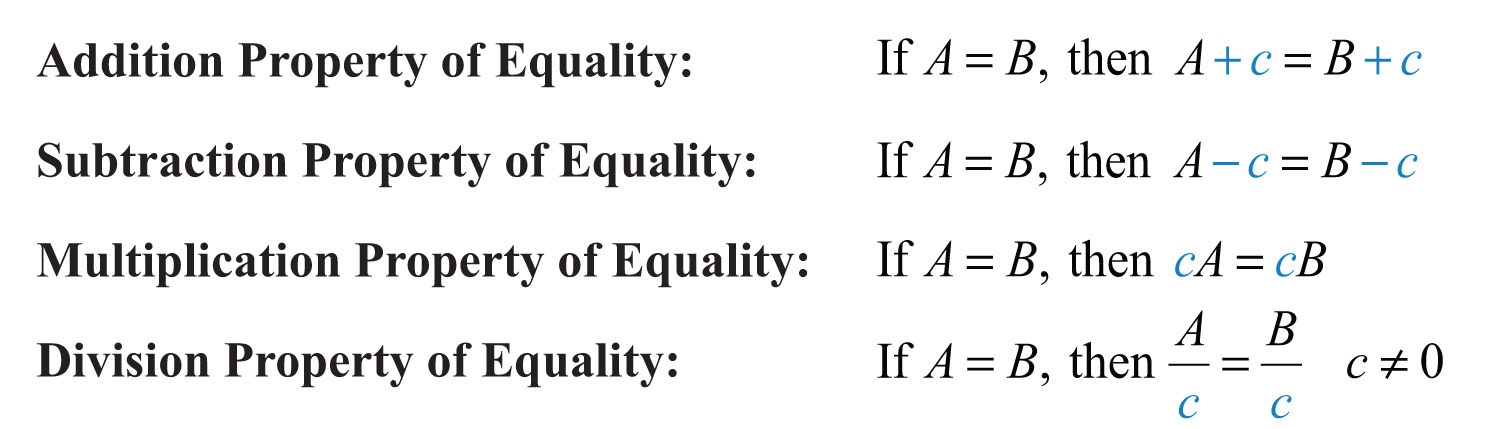 Addition Property of Equality: If A = B, then A + c = B + c
Subtraction Property of Equality: If A = B, then A − c = B − c
Multiplication Property of Equality: If A = B, then cA = cB
Division Property of Equality: If A = B, then A/c = B/c c ≠ 0